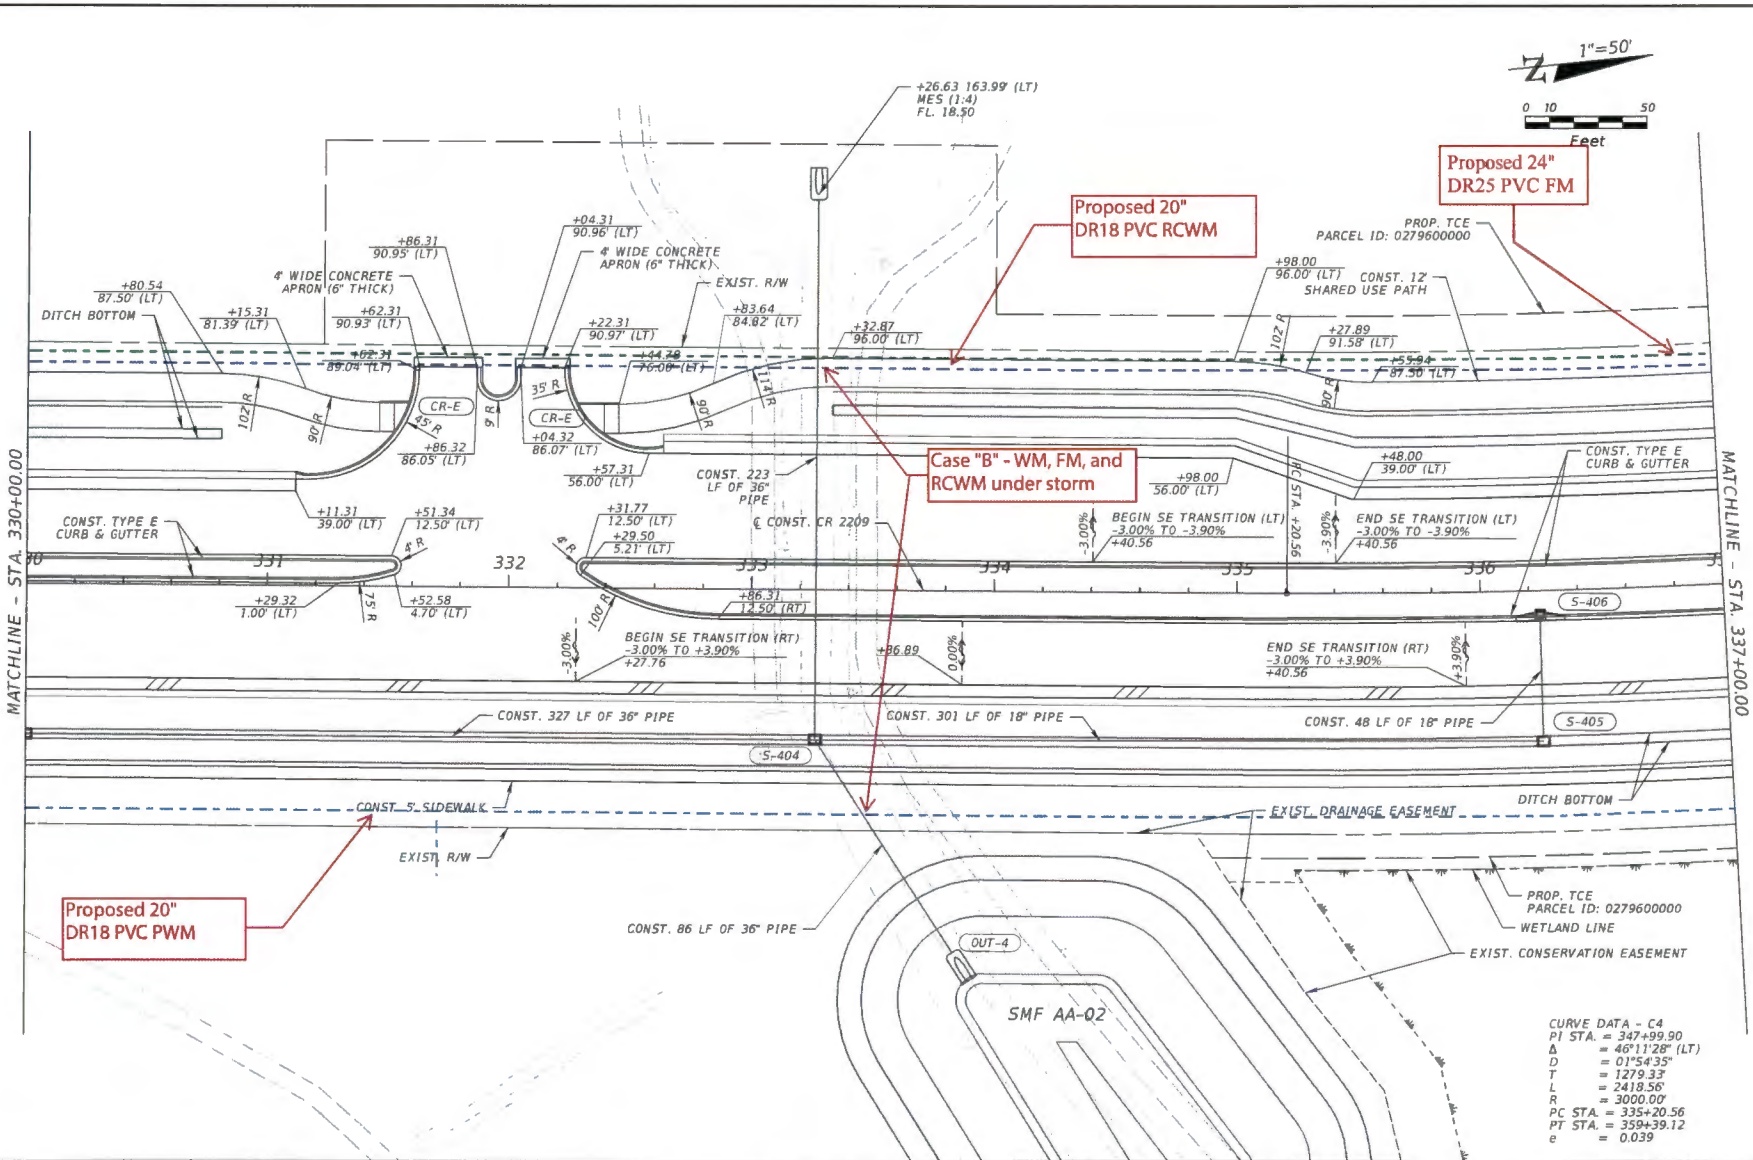 1"=50'
Z
0 10 50
Feet
+26.63 163.99' (LT)
MES (1:4)
FL. 18.50
Proposed 24"
DR25 PVC FM
Proposed 20"
DR18 PVC RCWM
PROP. TCE
PARCEL ID: 0279600000
+04.31
90.96' (LT)
+86.31
90.95' (LT)
4' WIDE CONCRETE
APRON (6" THICK)
4' WIDE CONCRETE
APRON (6" THICK)
EXIST. R/W
+98.00
96.00' (LT)
CONST. 12'
SHARED USE PATH
+80.54
87.50' (LT)
DITCH BOTTOM
+15.31
81.39' (LT)
+62.31
90.93' (LT)
+22.31
90.97' (LT)
+83.64
84.82' (LT)
+32.87
96.00' (LT)
102' R
+27.89
91.58' (LT)
+62.31
89.04' (LT)
+44.78
76.00' (LT)
+55.94
87.50' (LT)
102' R
90' R
45' R
CR-E
9' R
35' R
CR-E
90' R
114' R
90' R
+86.32
86.05' (LT)
+04.32
86.07' (LT)
+57.31
56.00' (LT)
CONST. 223
LF OF 36"
PIPE
Case "B" - WM, FM, and
RCWM under storm
+98.00
56.00' (LT)
PC STA. +20.56
+48.00
39.00' (LT)
CONST. TYPE E
CURB & GUTTER
MATCHLINE - STA. 330+00.00
MATCHLINE - STA. 337+00.00
+11.31
39.00' (LT)
+51.34
12.50' (LT)
CONST. TYPE E
CURB & GUTTER
4' R
+31.77
12.50' (LT)
+29.50
5.21' (LT)
4' R
℄ CONST. CR 2209
-3.00%
BEGIN SE TRANSITION (LT)
-3.00% TO -3.90%
+40.56
-3.90%
END SE TRANSITION (LT)
-3.00% TO -3.90%
+40.56
331
332
333
334
335
336
+29.32
1.00' (LT)
75' R
+52.58
4.70' (LT)
100' R
+86.31
12.50' (RT)
S-406
-3.00%
BEGIN SE TRANSITION (RT)
-3.00% TO +3.90%
+27.76
+86.89
0.00%
END SE TRANSITION (RT)
-3.00% TO +3.90%
+40.56
+3.90%
CONST. 327 LF OF 36" PIPE
CONST. 301 LF OF 18" PIPE
CONST. 48 LF OF 18" PIPE
S-405
S-404
CONST. 5' SIDEWALK
EXIST. DRAINAGE EASEMENT
DITCH BOTTOM
EXIST. R/W
Proposed 20"
DR18 PVC PWM
CONST. 86 LF OF 36" PIPE
OUT-4
PROP. TCE
PARCEL ID: 0279600000
WETLAND LINE
EXIST. CONSERVATION EASEMENT
SMF AA-02
CURVE DATA - C4
PI STA. = 347+99.90
Δ = 46°11'28" (LT)
D = 01°54'35"
T = 1279.33'
L = 2418.56'
R = 3000.00'
PC STA. = 335+20.56
PT STA. = 359+39.12
e = 0.039